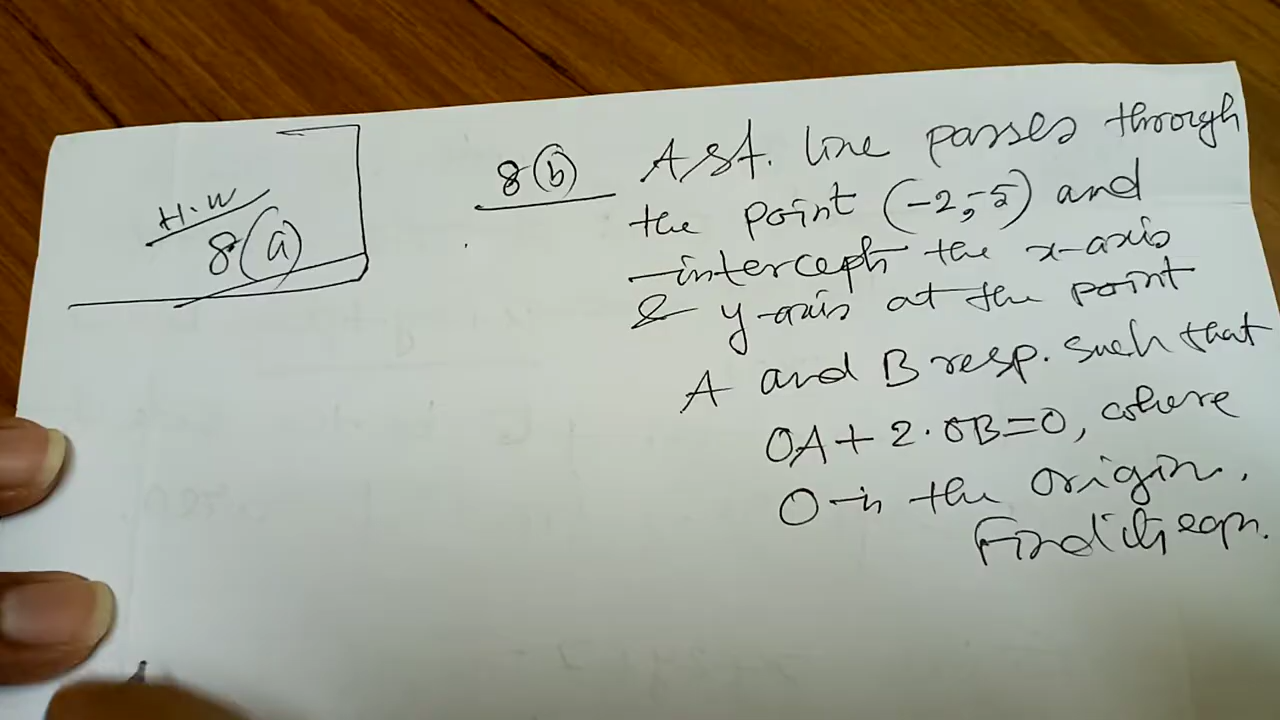 H.W
8(a)
8(b) A st. line passes through
the point (-2,-5) and
intercepts the x-axis
& y-axis at the point
A and B resp. such that
OA + 2·OB=0, where
O is the origin.
Find its eqn.